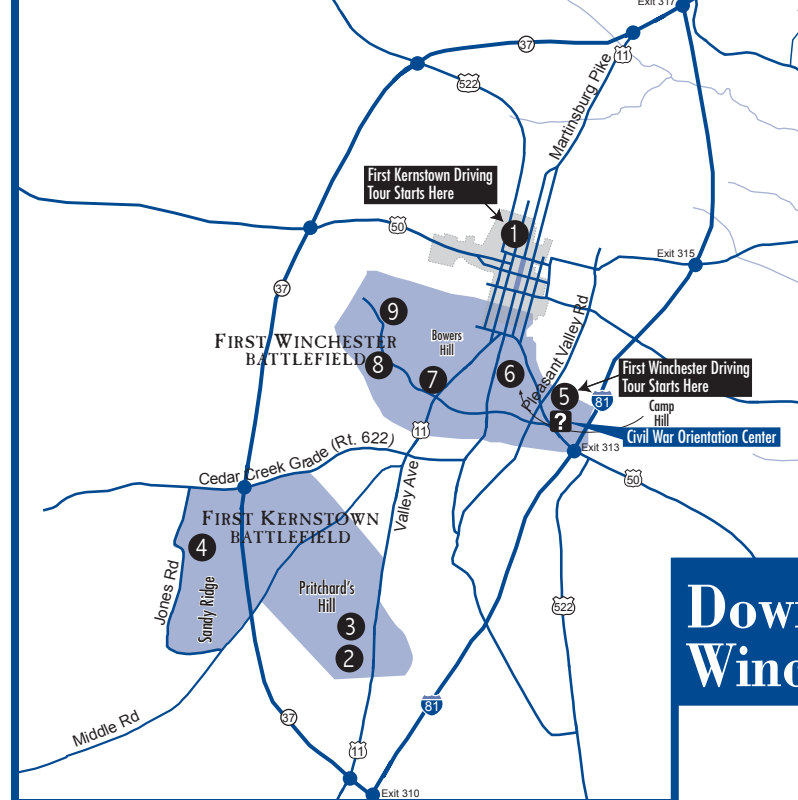 Exit 317
37
11
522
Martinsburg Pike
First Kernstown Driving
Tour Starts Here
1
50
Exit 315
37
9
Bowers
Hill
First Winchester
Battlefield
8
7
6
Pleasant Valley Rd
5
First Winchester Driving
Tour Starts Here
81
Camp
Hill
?
Civil War Orientation Center
11
Exit 313
50
Cedar Creek Grade (Rt. 622)
Valley Ave
First Kernstown
Battlefield
4
Jones Rd
Sandy Ridge
Pritchard's
Hill
3
2
522
Dow
Winc
81
Middle Rd
37
11
Exit 310